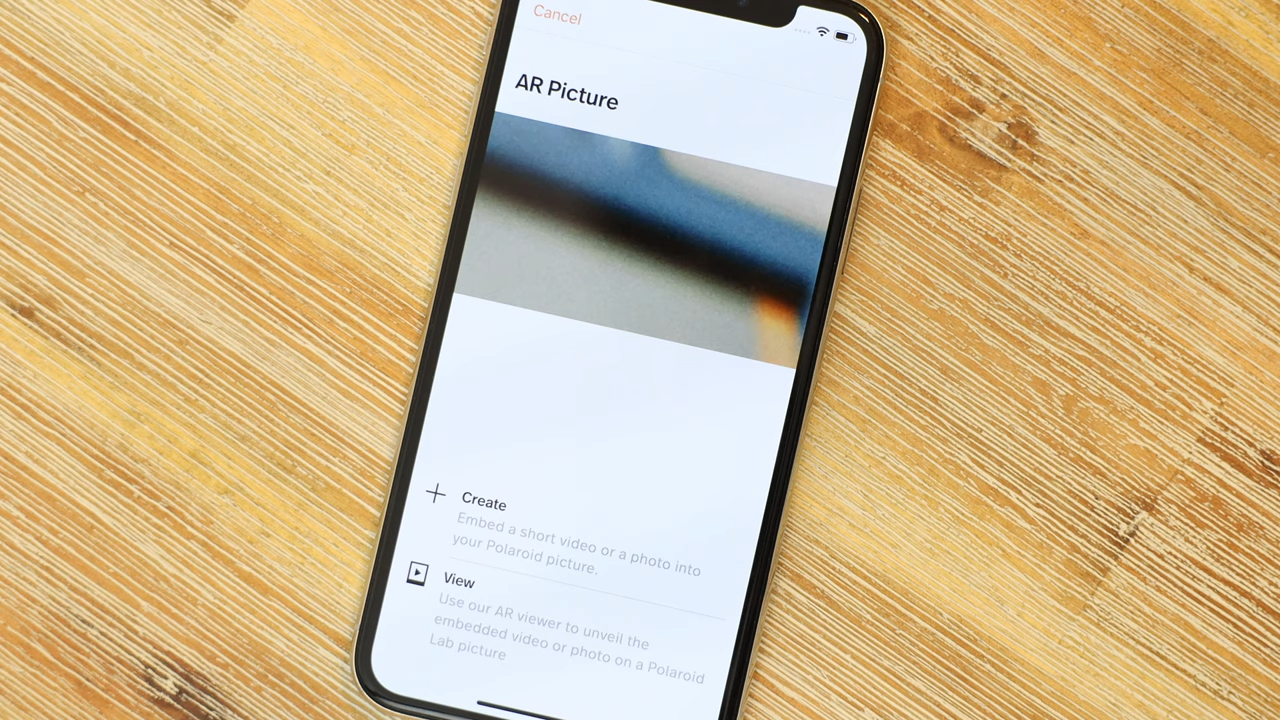 Cancel
AR Picture
Create
Embed a short video or a photo into
your Polaroid picture.
View
Use our AR viewer to unveil the
embedded video or photo on a Polaroid
Lab picture